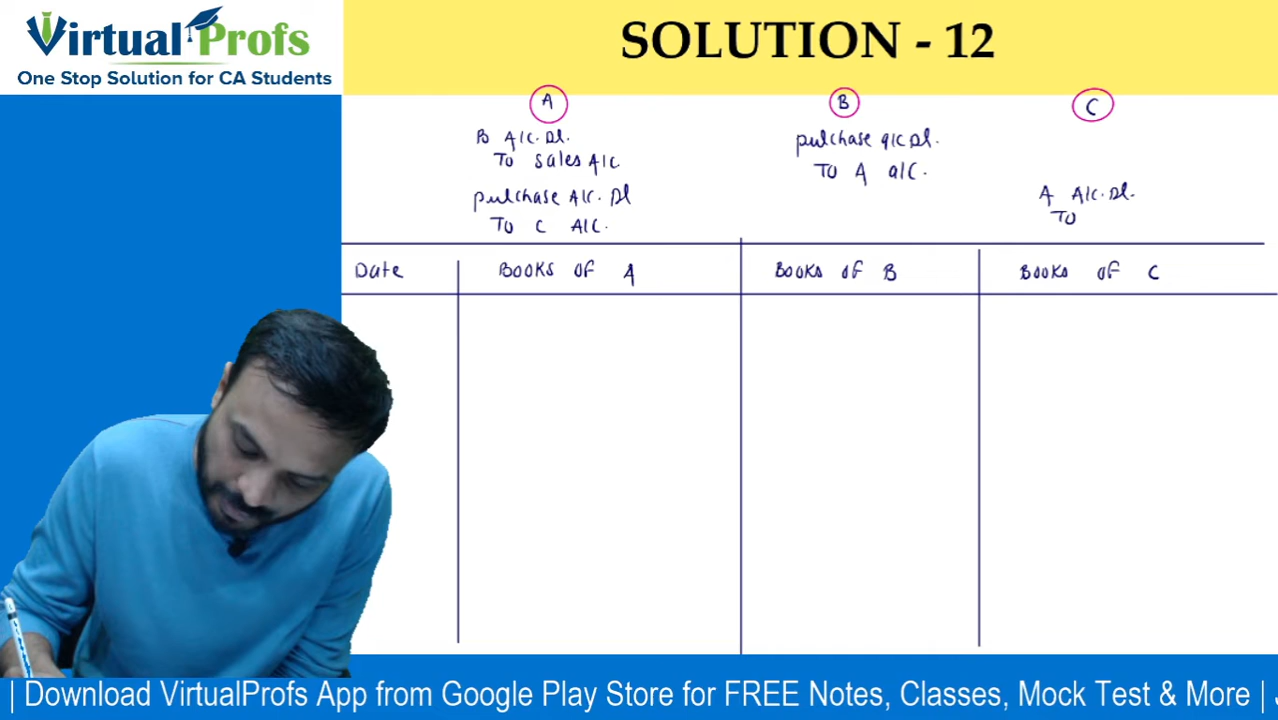 Virtual Profs
One Stop Solution for CA Students
SOLUTION - 12
A
B A/C. Dr.
To Sales A/C
purchase A/C. Dr
To C A/C.
B
purchase a/c Dr.
To A a/c.
C
A A/C. Dr.
To
Date
Books of A
Books of B
Books of C
| Download VirtualProfs App from Google Play Store for FREE Notes, Classes, Mock Test & More |